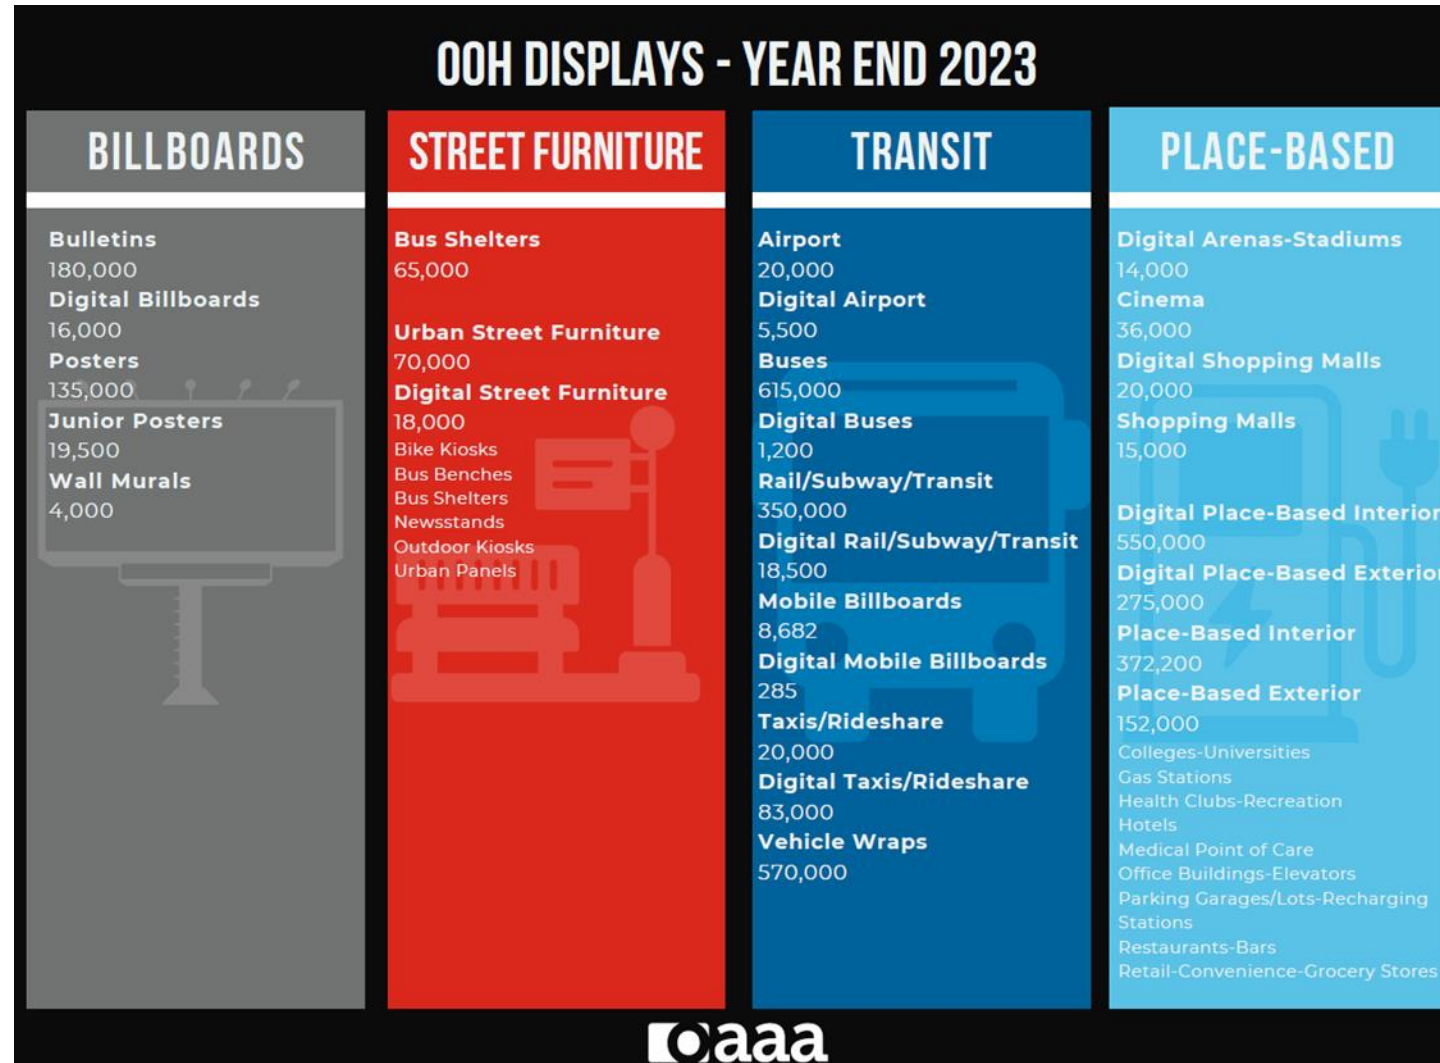 OOH DISPLAYS - YEAR END 2023
BILLBOARDS
Bulletins
180,000
Digital Billboards
16,000
Posters
135,000
Junior Posters
19,500
Wall Murals
4,000
STREET FURNITURE
Bus Shelters
65,000
Urban Street Furniture
70,000
Digital Street Furniture
18,000
Bike Kiosks
Bus Benches
Bus Shelters
Newsstands
Outdoor Kiosks
Urban Panels
TRANSIT
Airport
20,000
Digital Airport
5,500
Buses
615,000
Digital Buses
1,200
Rail/Subway/Transit
350,000
Digital Rail/Subway/Transit
18,500
Mobile Billboards
8,682
Digital Mobile Billboards
285
Taxis/Rideshare
20,000
Digital Taxis/Rideshare
83,000
Vehicle Wraps
570,000
PLACE-BASED
Digital Arenas-Stadiums
14,000
Cinema
36,000
Digital Shopping Malls
20,000
Shopping Malls
15,000
Digital Place-Based Interior
550,000
Digital Place-Based Exterior
275,000
Place-Based Interior
372,200
Place-Based Exterior
152,000
Colleges-Universities
Gas Stations
Health Clubs-Recreation
Hotels
Medical Point of Care
Office Buildings-Elevators
Parking Garages/Lots-Recharging
Stations
Restaurants-Bars
Retail-Convenience-Grocery Stores
oaaa